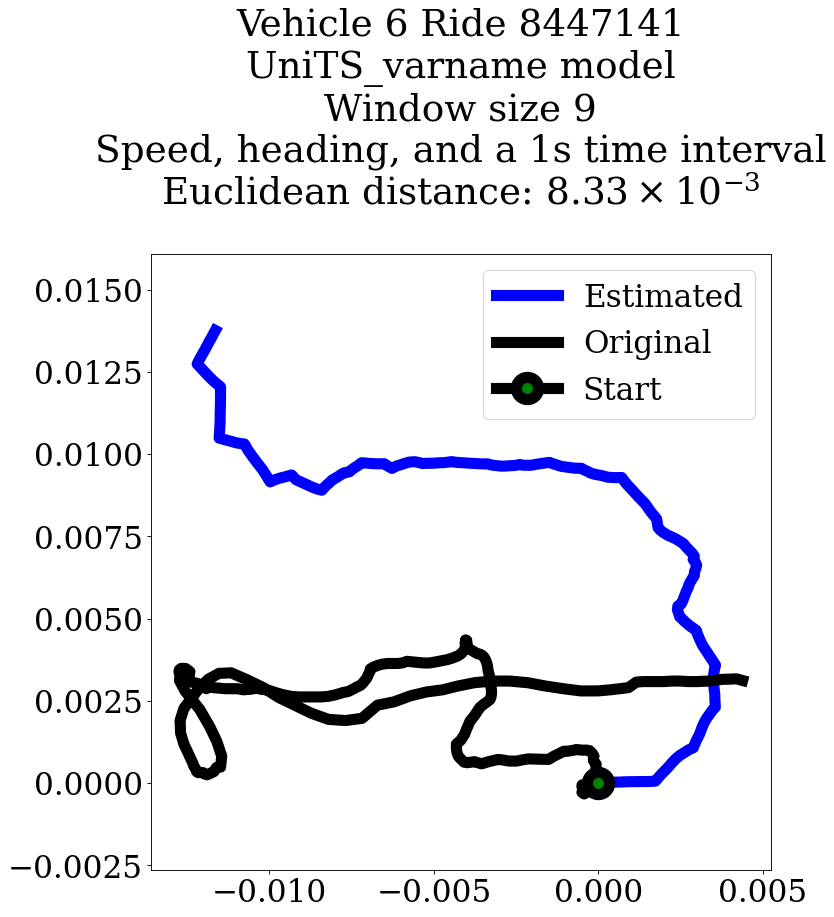 Vehicle 6 Ride 8447141
UniTS_varname model
Window size 9
Speed, heading, and a 1s time interval
Euclidean distance: 8.33 × 10⁻³
Estimated
Original
Start
0.0150
0.0125
0.0100
0.0075
0.0050
0.0025
0.0000
−0.0025
−0.010 −0.005 0.000 0.005